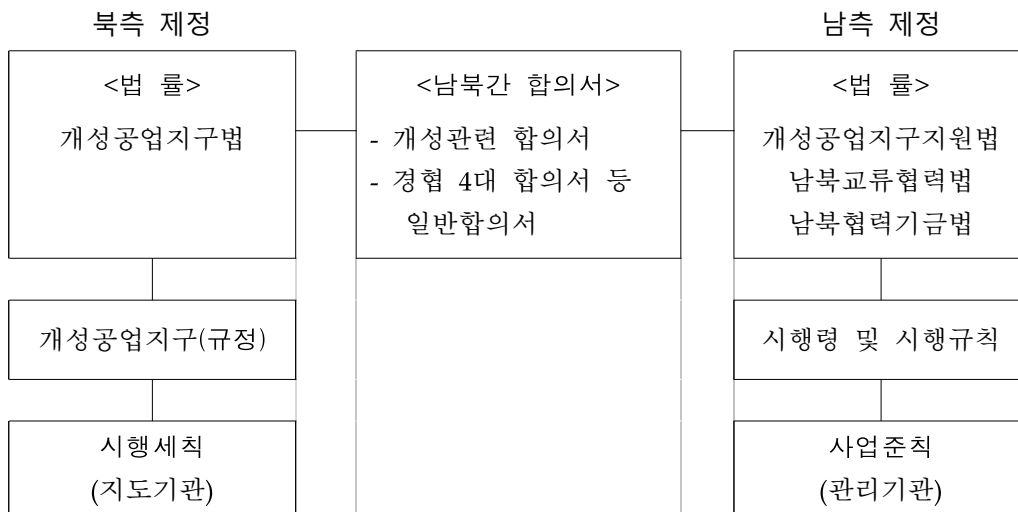 북측 제정
남측 제정
<법 률>
개성공업지구법
<남북간 합의서>
- 개성관련 합의서
- 경협 4대 합의서 등
일반합의서
<법 률>
개성공업지구지원법
남북교류협력법
남북협력기금법
개성공업지구(규정)
시행령 및 시행규칙
시행세칙
(지도기관)
사업준칙
(관리기관)